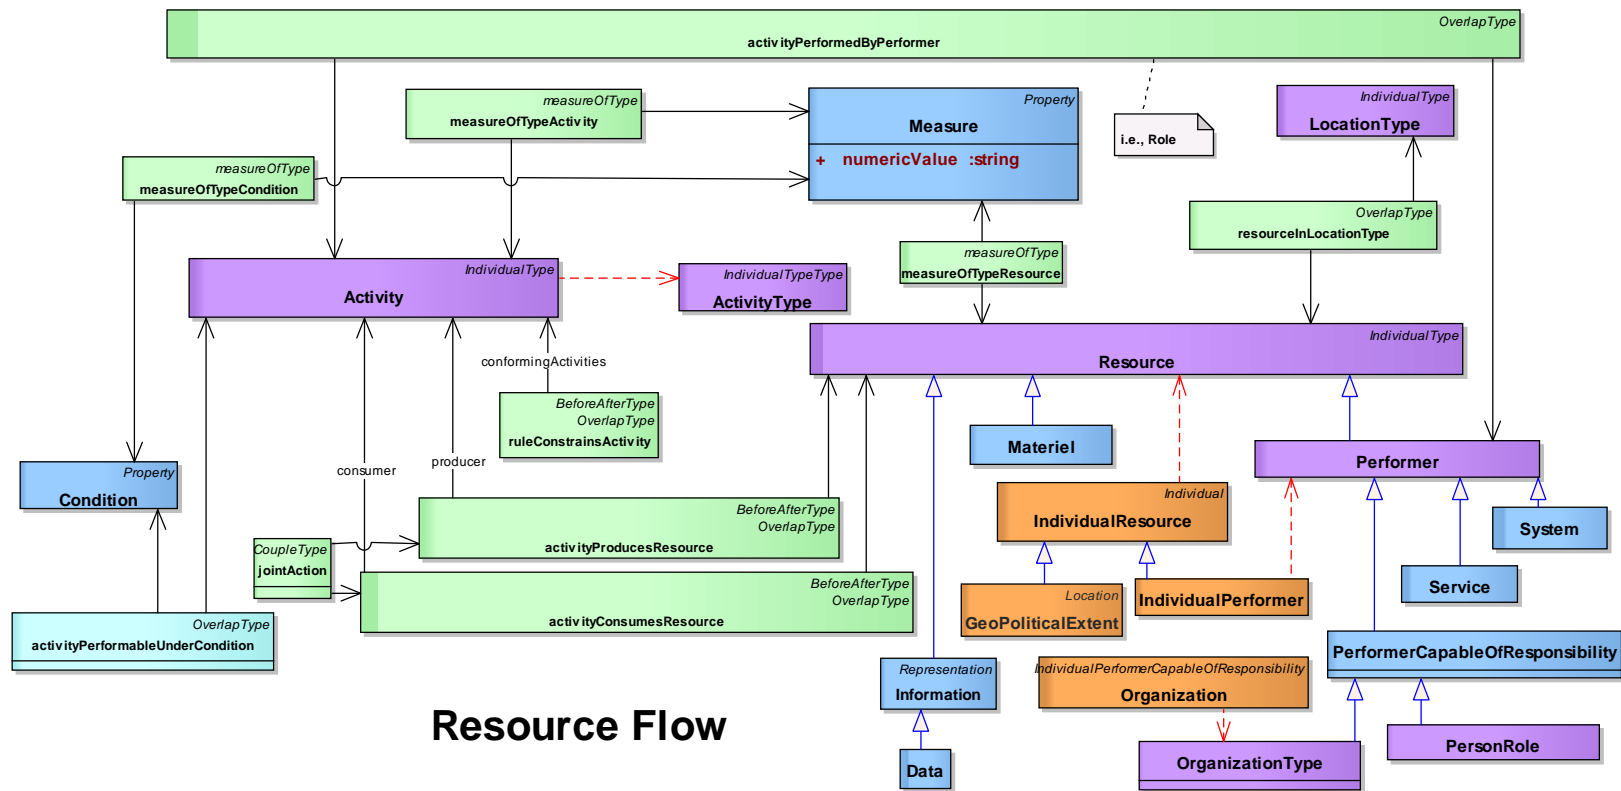 OverlapType
activityPerformedByPerformer
measureOfType
measureOfTypeActivity
Property
Measure
+ numericValue :string
i.e., Role
IndividualType
LocationType
measureOfType
measureOfTypeCondition
OverlapType
resourceInLocationType
measureOfType
measureOfTypeResource
IndividualType
Activity
IndividualTypeType
ActivityType
IndividualType
Resource
conformingActivities
BeforeAfterType
OverlapType
ruleConstrainsActivity
consumer
producer
Materiel
Performer
Property
Condition
Individual
IndividualResource
System
BeforeAfterType
OverlapType
activityProducesResource
CoupleType
jointAction
BeforeAfterType
OverlapType
activityConsumesResource
Location
GeoPoliticalExtent
IndividualPerformer
Service
OverlapType
activityPerformableUnderCondition
PerformerCapableOfResponsibility
Representation
Information
IndividualPerformerCapableOfResponsibility
Organization
Resource Flow
PersonRole
OrganizationType
Data